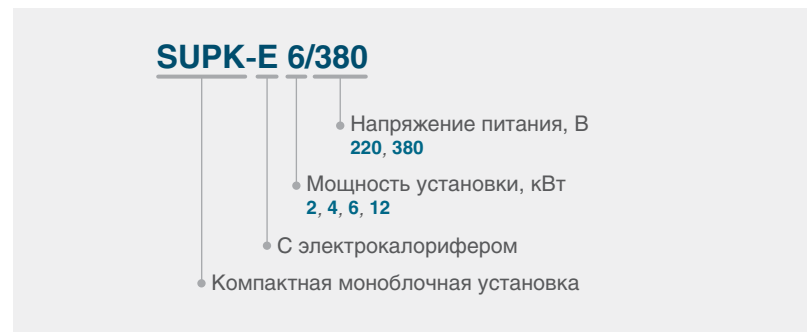 SUPK-E 6/380
Напряжение питания, В
220, 380
Мощность установки, кВт
2, 4, 6, 12
С электрокалорифером
Компактная моноблочная установка